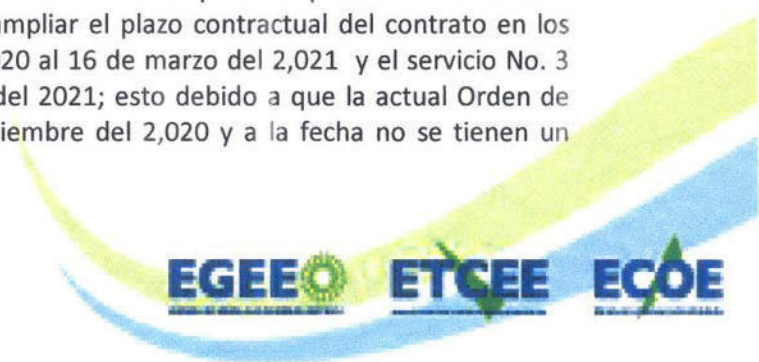 ampliar el plazo contractual del contrato en los
20 al 16 de marzo del 2,021 y el servicio No. 3
del 2021; esto debido a que la actual Orden de
iembre del 2,020 y a la fecha no se tienen un
EGEE ETCEE ECOE